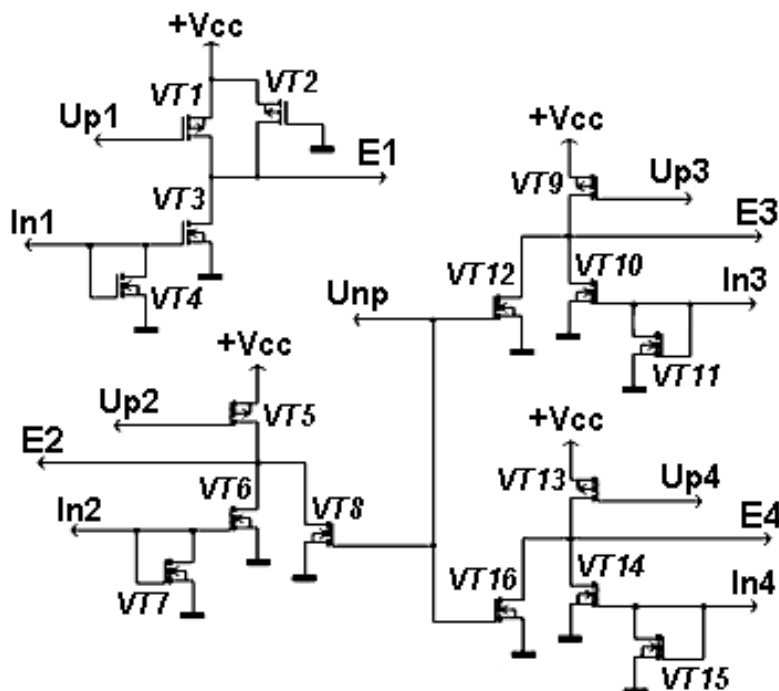 +Vcc
VT1
VT2
Up1
E1
VT3
In1
VT4
+Vcc
VT9
Up3
E3
VT12
VT10
In3
Unp
VT11
+Vcc
Up2
VT5
E2
VT6
VT8
In2
VT7
+Vcc
VT13
Up4
E4
VT16
VT14
In4
VT15